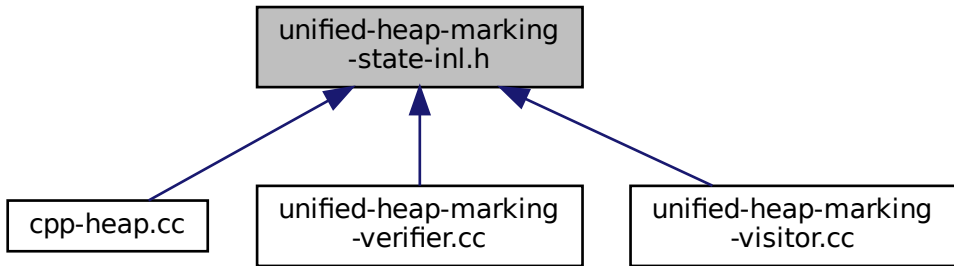 unified-heap-marking
-state-inl.h
cpp-heap.cc
unified-heap-marking
-verifier.cc
unified-heap-marking
-visitor.cc